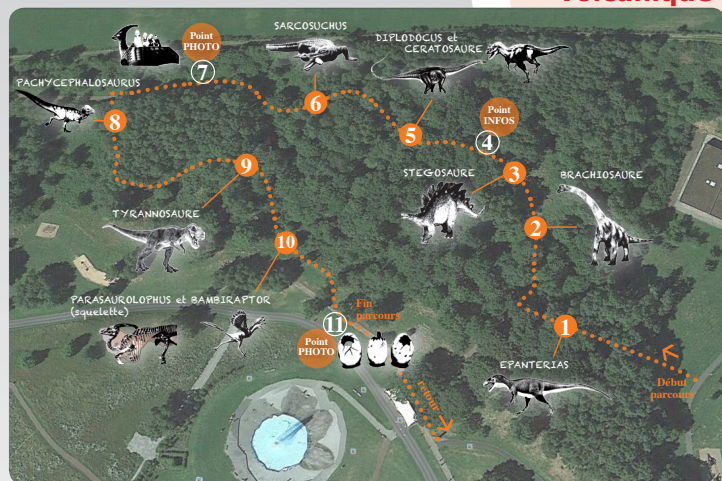 Point
PHOTO
7
SARCOSUCHUS
6
DIPLODOCUS et
CERATOSAURE
5
Point
INFOS
4
PACHYCEPHALOSAURUS
8
9
STEGOSAURE
3
BRACHIOSAURE
2
TYRANNOSAURE
10
PARASAUROLOPHUS et BAMBIRAPTOR
(squelette)
Fin
parcours
11
Point
PHOTO
1
EPANTERIAS
Début
parcours
retour